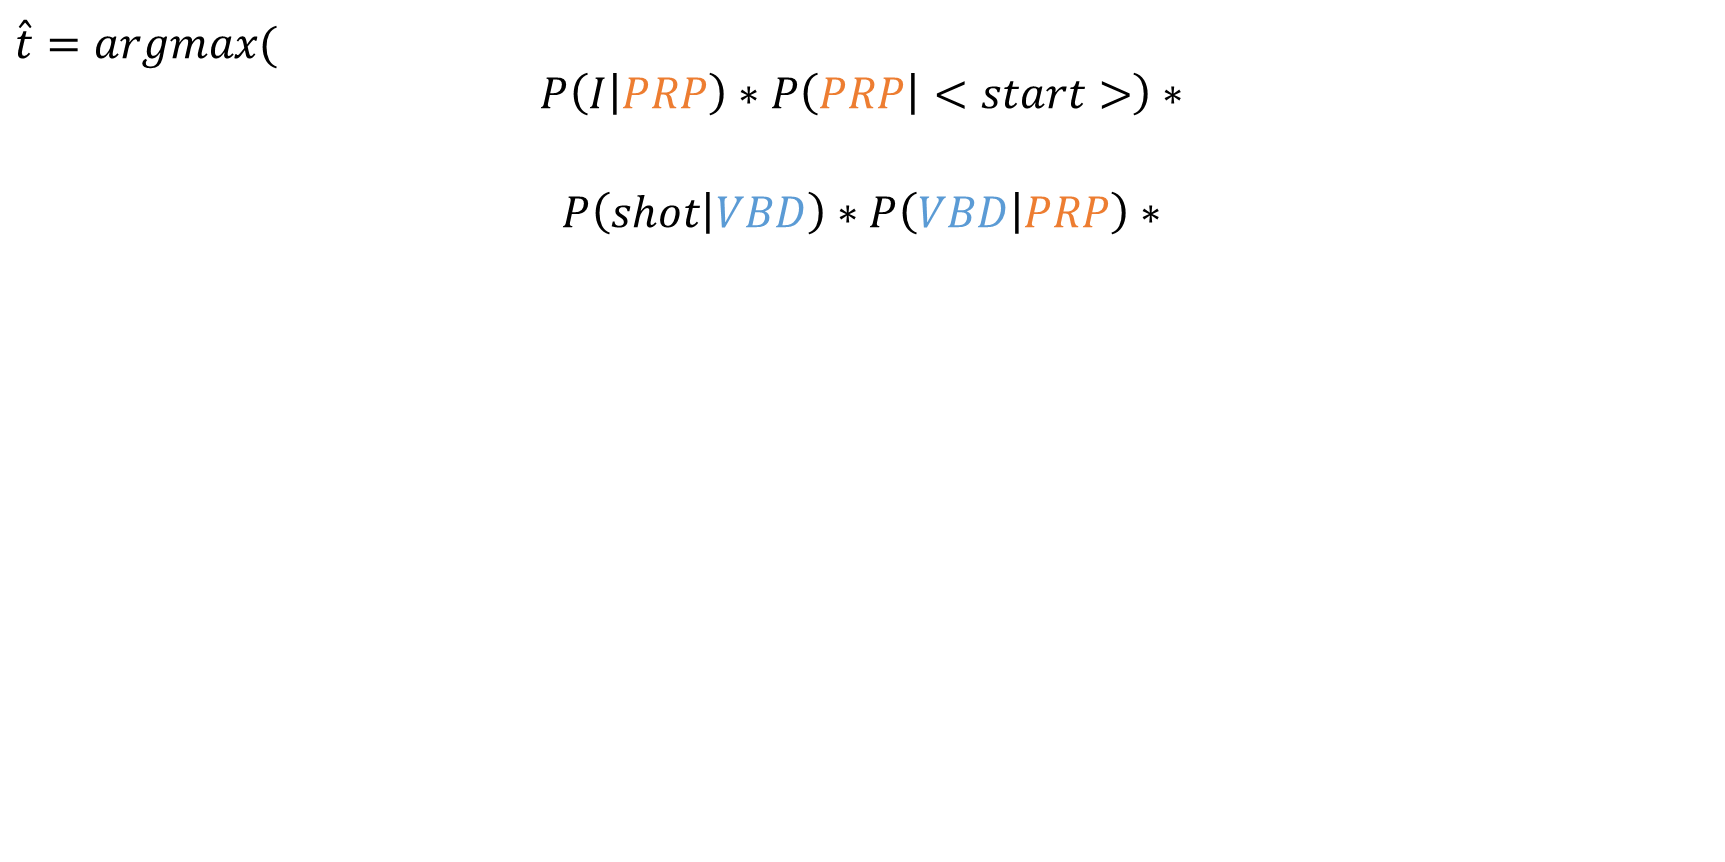 t̂ = argmax(
P(I|PRP) ∗ P(PRP| < start >) ∗
P(shot|VBD) ∗ P(VBD|PRP) ∗